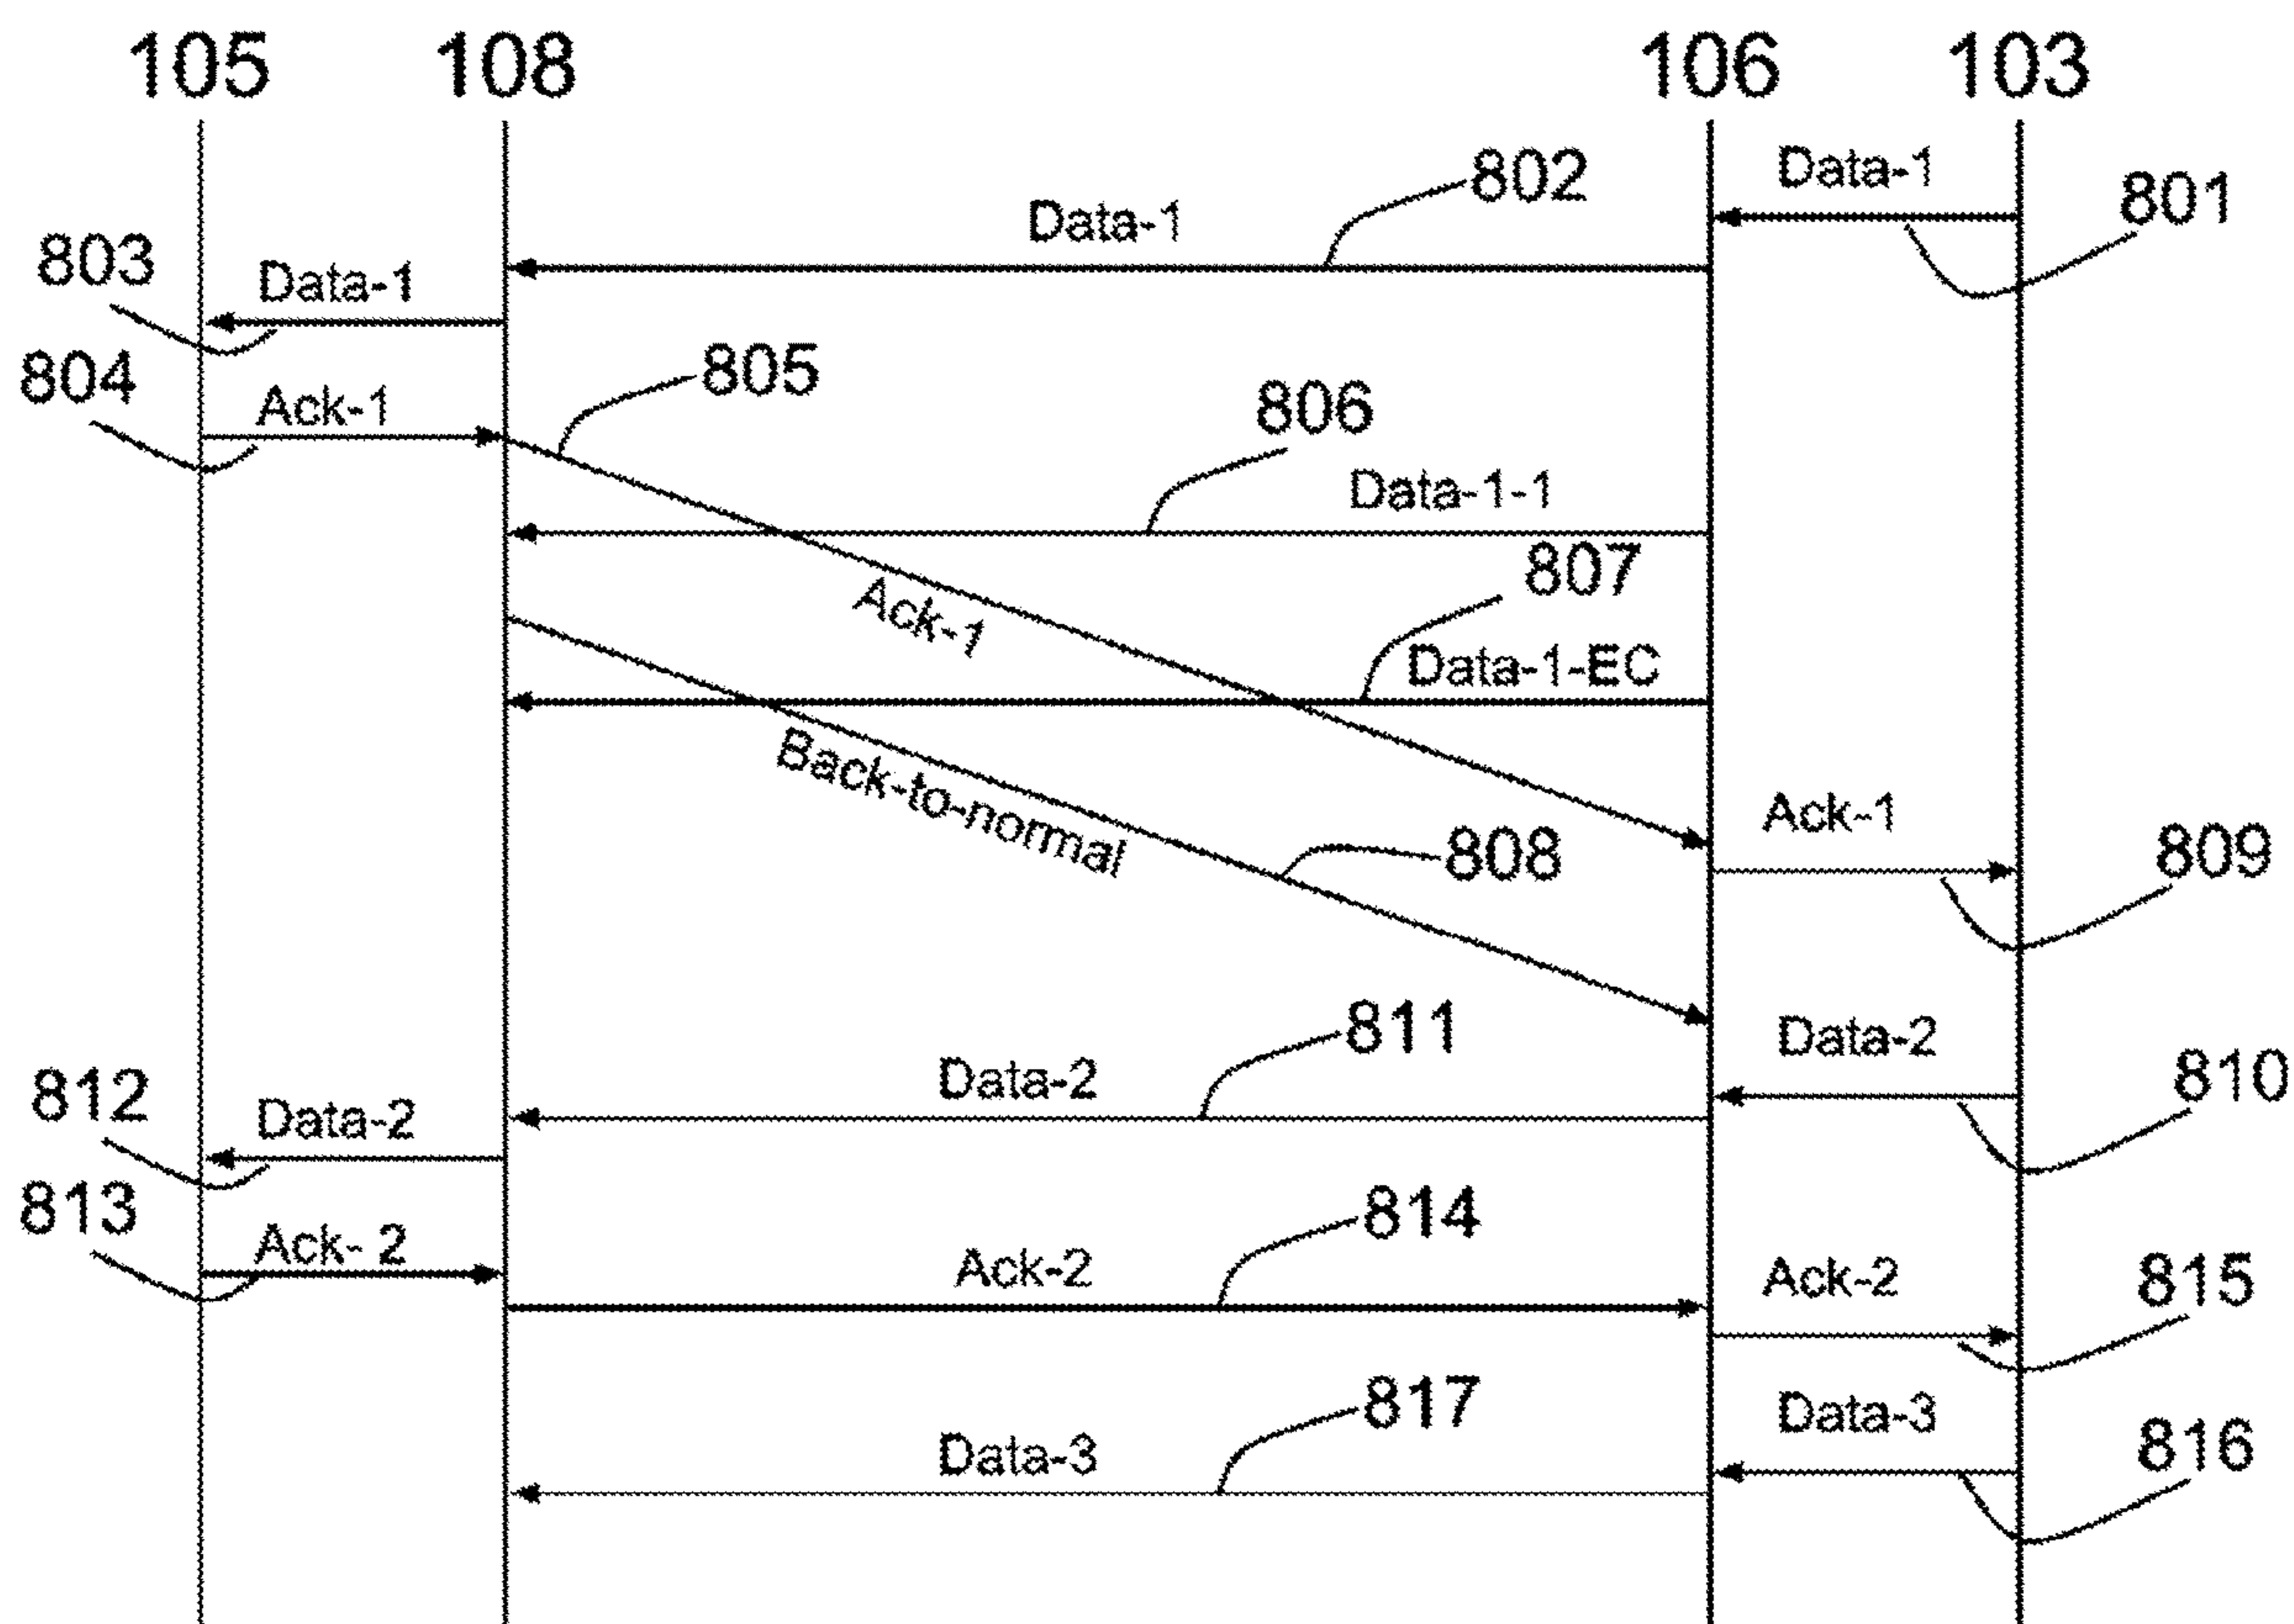 105 108 106 103
802 Data-1 801
Data-1
803 Data-1
804 Ack-1 805 806
Data-1-1
Ack-1 807
Data-1-EC
Back-to-normal
Ack-1
808 809
811 Data-2
Data-2 810
812 Data-2
813 814
Ack- 2 Ack-2 Ack-2 815
817 Data-3
Data-3 816